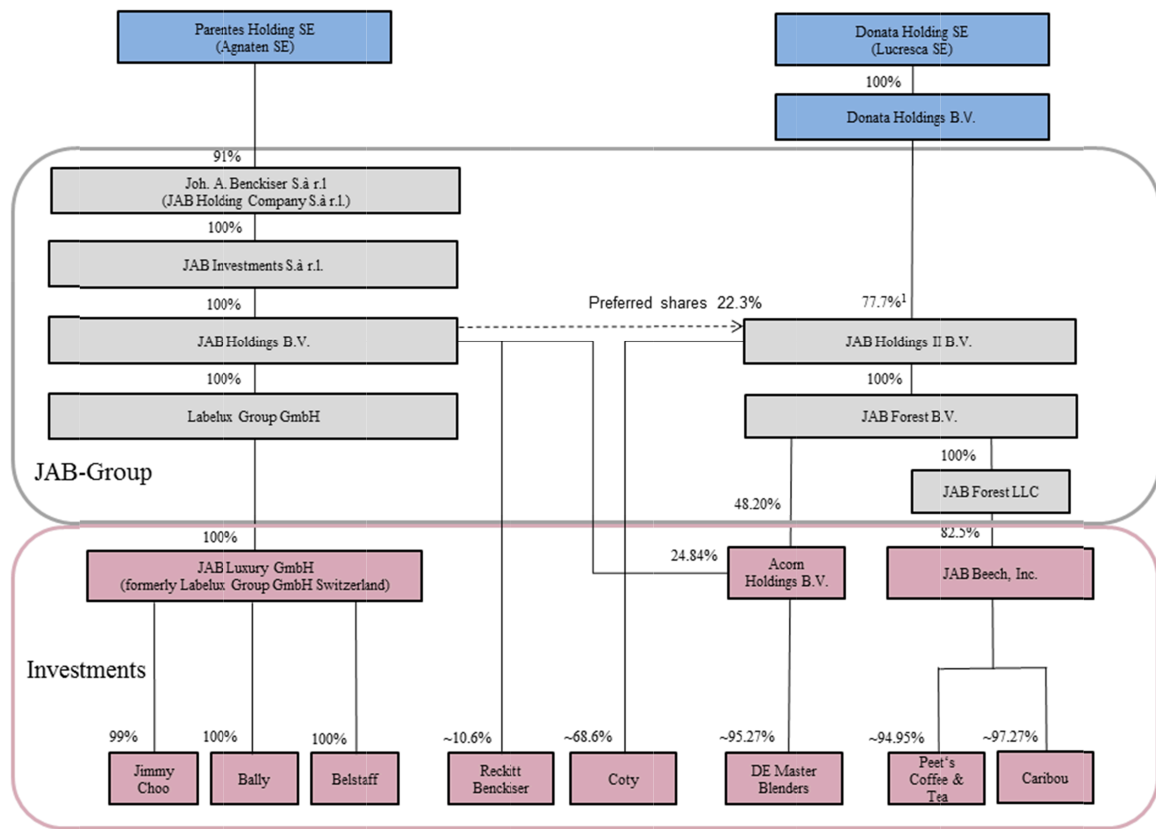 Parentes Holding SE
(Agnaten SE)
Donata Holding SE
(Lucresca SE)
100%
Donata Holdings B.V.
91%
Joh. A. Benckiser S.à r.l
(JAB Holding Company S.à r.l.)
100%
JAB Investments S.à r.l.
100%
Preferred shares 22.3%
77.7%¹
JAB Holdings B.V.
JAB Holdings II B.V.
100%
100%
Labelux Group GmbH
JAB Forest B.V.
100%
JAB-Group
JAB Forest LLC
48.20%
100%
82.5%
JAB Luxury GmbH
(formerly Labelux Group GmbH Switzerland)
24.84%
Acorn
Holdings B.V.
JAB Beech, Inc.
Investments
99%
100%
100%
~10.6%
~68.6%
~95.27%
~94.95%
~97.27%
Jimmy
Choo
Bally
Belstaff
Reckitt
Benckiser
Coty
DE Master
Blenders
Peet‘s
Coffee &
Tea
Caribou